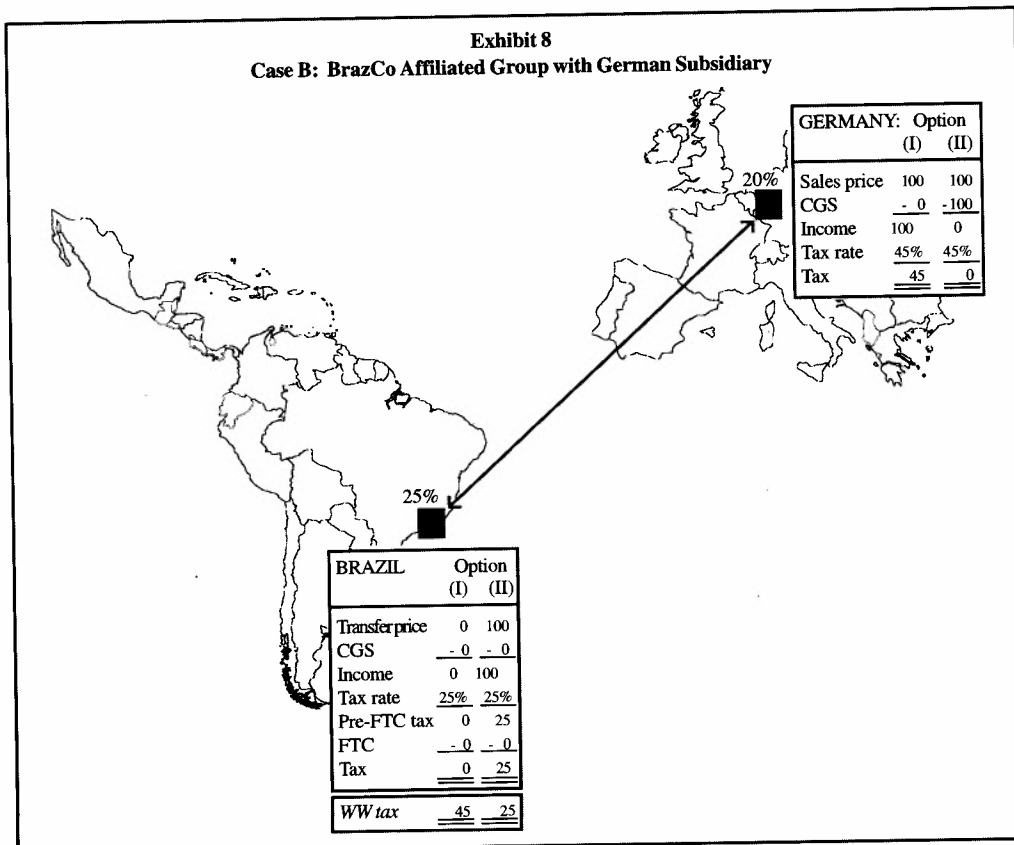 Exhibit 8
Case B: BrazCo Affiliated Group with German Subsidiary
GERMANY: Option
(I) (II)
Sales price 100 100
CGS - 0 -100
Income 100 0
Tax rate 45% 45%
Tax 45 0
20%
25%
BRAZIL Option
(I) (II)
Transfer price 0 100
CGS - 0 - 0
Income 0 100
Tax rate 25% 25%
Pre-FTC tax 0 25
FTC - 0 - 0
Tax 0 25
WW tax 45 25